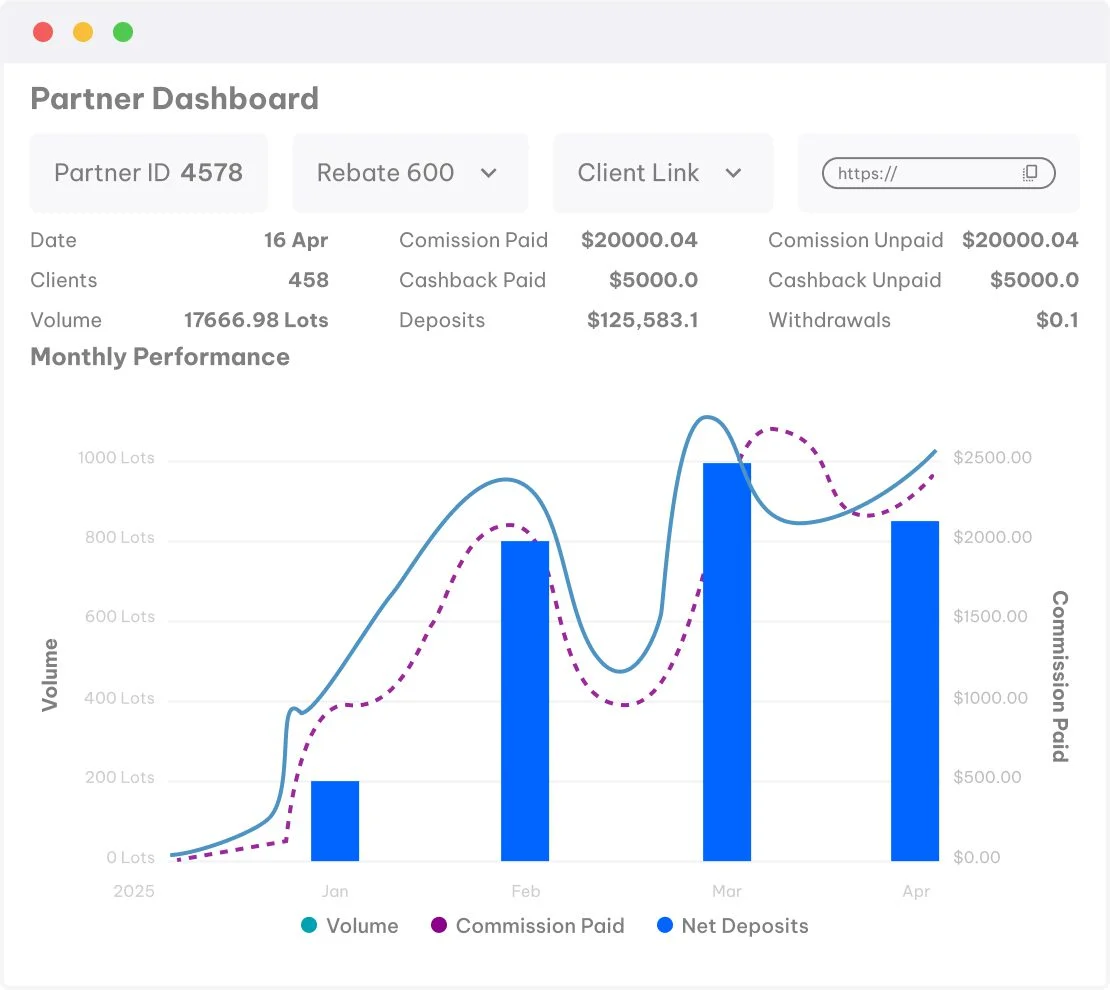 Partner Dashboard
Partner ID 4578
Rebate 600
Client Link
https://
Date 16 Apr Comission Paid $20000.04 Comission Unpaid $20000.04
Clients 458 Cashback Paid $5000.0 Cashback Unpaid $5000.0
Volume 17666.98 Lots Deposits $125,583.1 Withdrawals $0.1
Monthly Performance
1000 Lots $2500.00
800 Lots $2000.00
600 Lots $1500.00
400 Lots $1000.00
200 Lots $500.00
0 Lots $0.00
Volume
Commission Paid
2025 Jan Feb Mar Apr
Volume Commission Paid Net Deposits